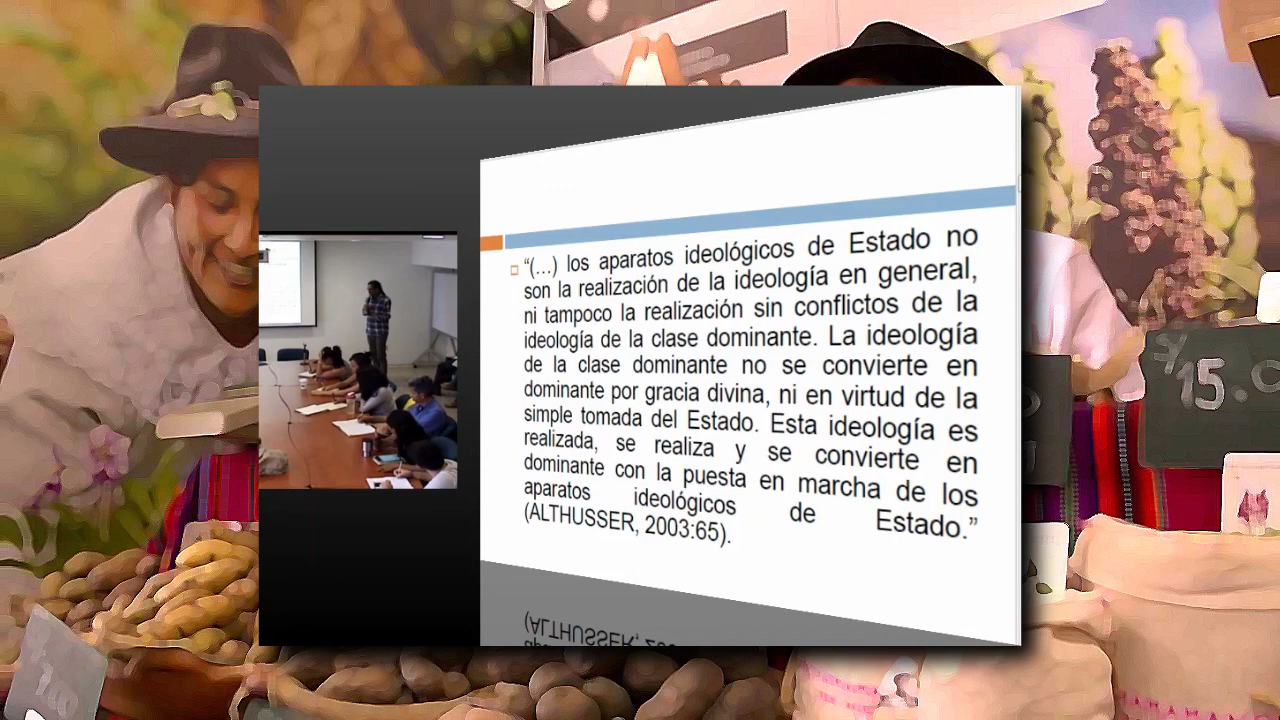 “(…) los aparatos ideológicos de Estado no
son la realización de la ideología en general,
ni tampoco la realización sin conflictos de la
ideología de la clase dominante. La ideología
de la clase dominante no se convierte en
dominante por gracia divina, ni en virtud de la
simple tomada del Estado. Esta ideología es
realizada, se realiza y se convierte en
dominante con la puesta en marcha de los
aparatos ideológicos de Estado.”
(ALTHUSSER, 2003:65).
S/
15.0